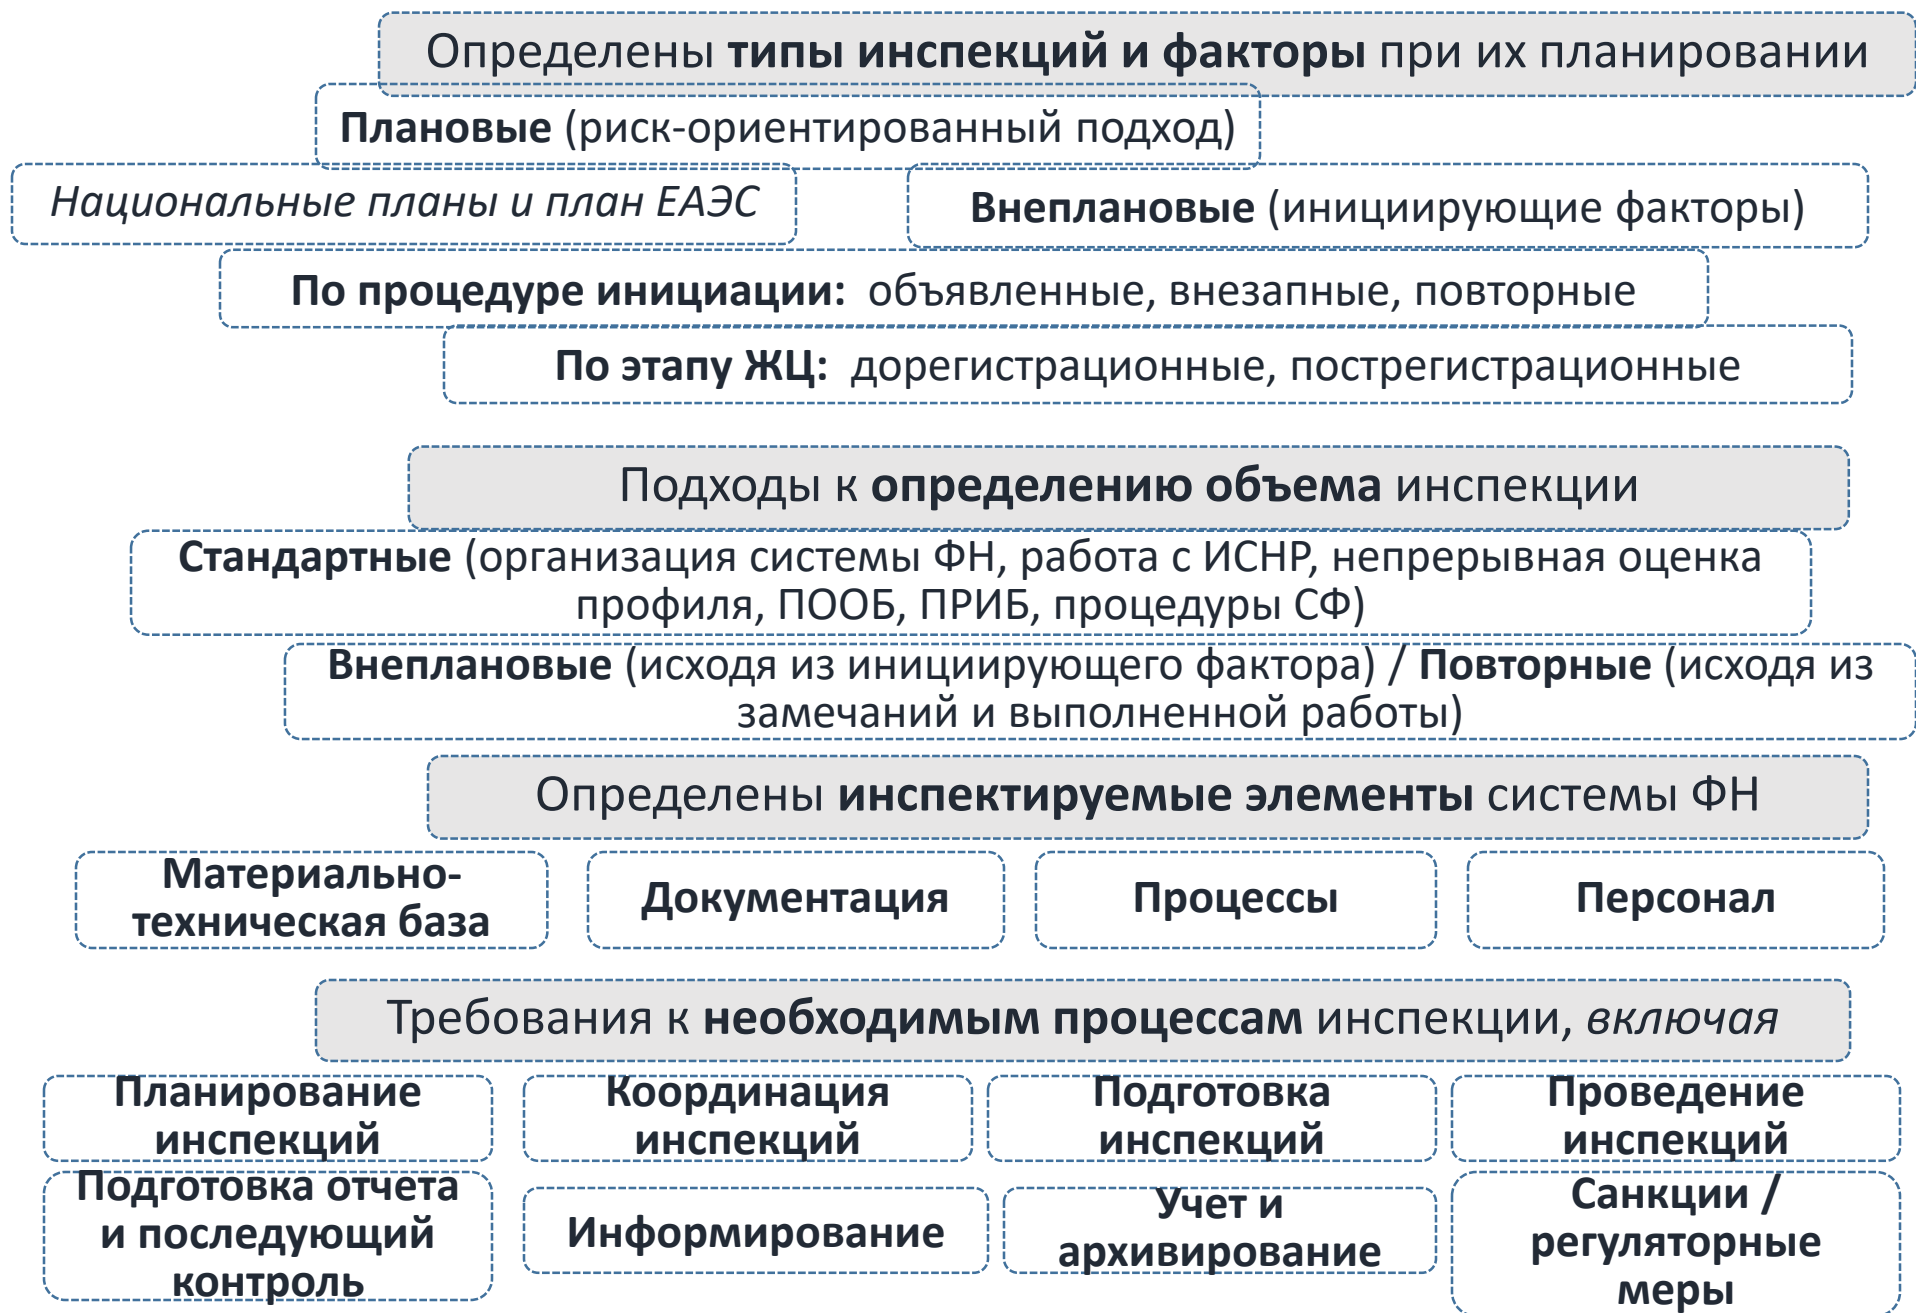 Определены типы инспекций и факторы при их планировании
Плановые (риск-ориентированный подход)
Национальные планы и план ЕАЭС
Внеплановые (инициирующие факторы)
По процедуре инициации: объявленные, внезапные, повторные
По этапу ЖЦ: дорегистрационные, пострегистрационные
Подходы к определению объема инспекции
Стандартные (организация системы ФН, работа с ИСНР, непрерывная оценка
профиля, ПООБ, ПРИБ, процедуры СФ)
Внеплановые (исходя из инициирующего фактора) / Повторные (исходя из
замечаний и выполненной работы)
Определены инспектируемые элементы системы ФН
Материально-
техническая база
Документация
Процессы
Персонал
Требования к необходимым процессам инспекции, включая
Планирование
инспекций
Координация
инспекций
Подготовка
инспекций
Проведение
инспекций
Подготовка отчета
и последующий
контроль
Информирование
Учет и
архивирование
Санкции /
регуляторные
меры